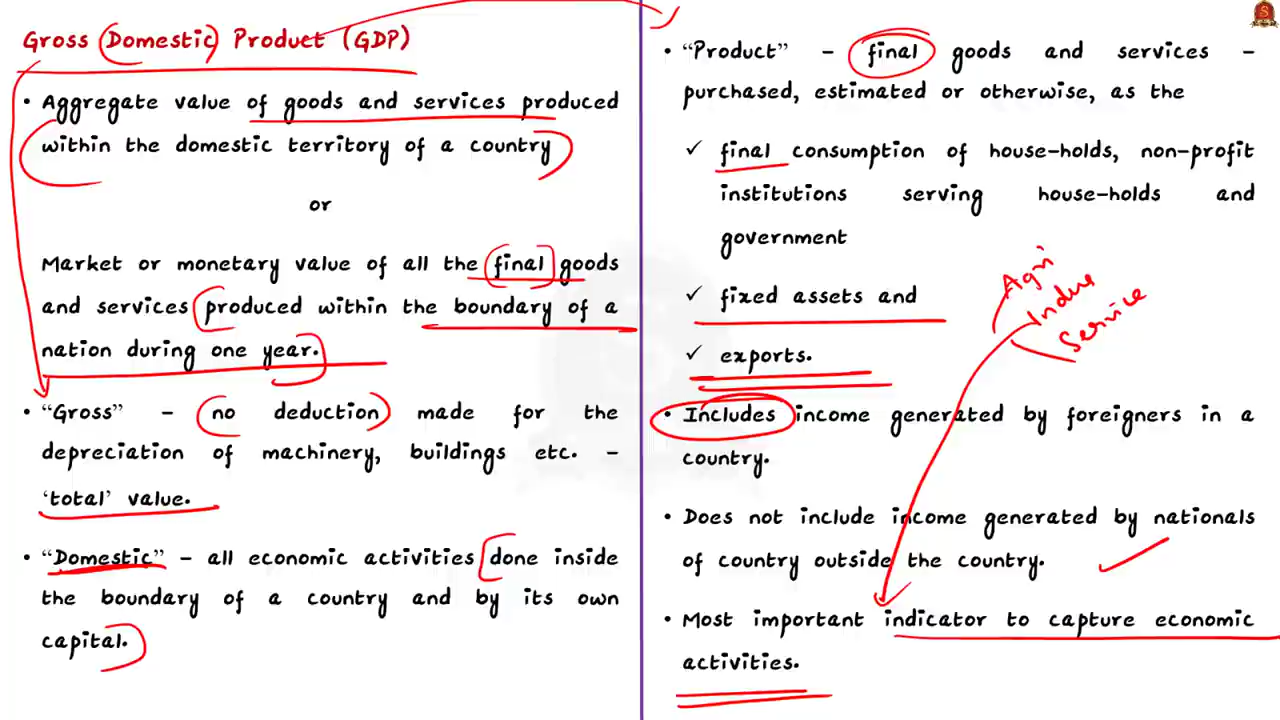 Gross Domestic Product (GDP)
• Aggregate value of goods and services produced
within the domestic territory of a country
or
Market or monetary value of all the final goods
and services produced within the boundary of a
nation during one year.
• “Gross” – no deduction made for the
depreciation of machinery, buildings etc. –
‘total’ value.
• “Domestic” – all economic activities done inside
the boundary of a country and by its own
capital.
• “Product” – final goods and services –
purchased, estimated or otherwise, as the
✓ final consumption of house-holds, non-profit
institutions serving house-holds and
government
✓ fixed assets and
✓ exports.
Agri
Indus
Service
• Includes income generated by foreigners in a
country.
• Does not include income generated by nationals
of country outside the country.
• Most important indicator to capture economic
activities.